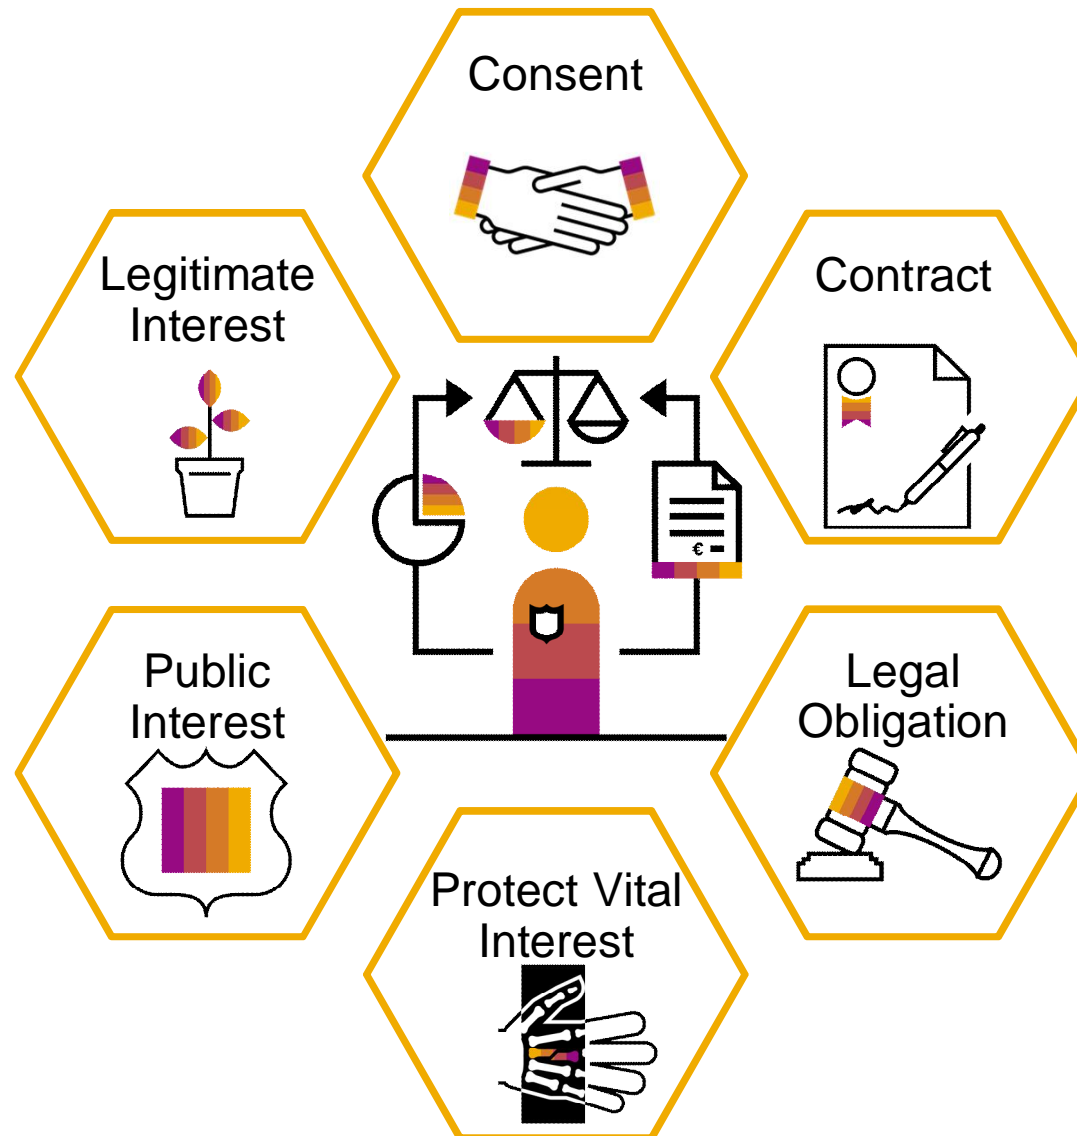 Consent
Legitimate
Interest
Contract
€
Public
Interest
Legal
Obligation
Protect Vital
Interest